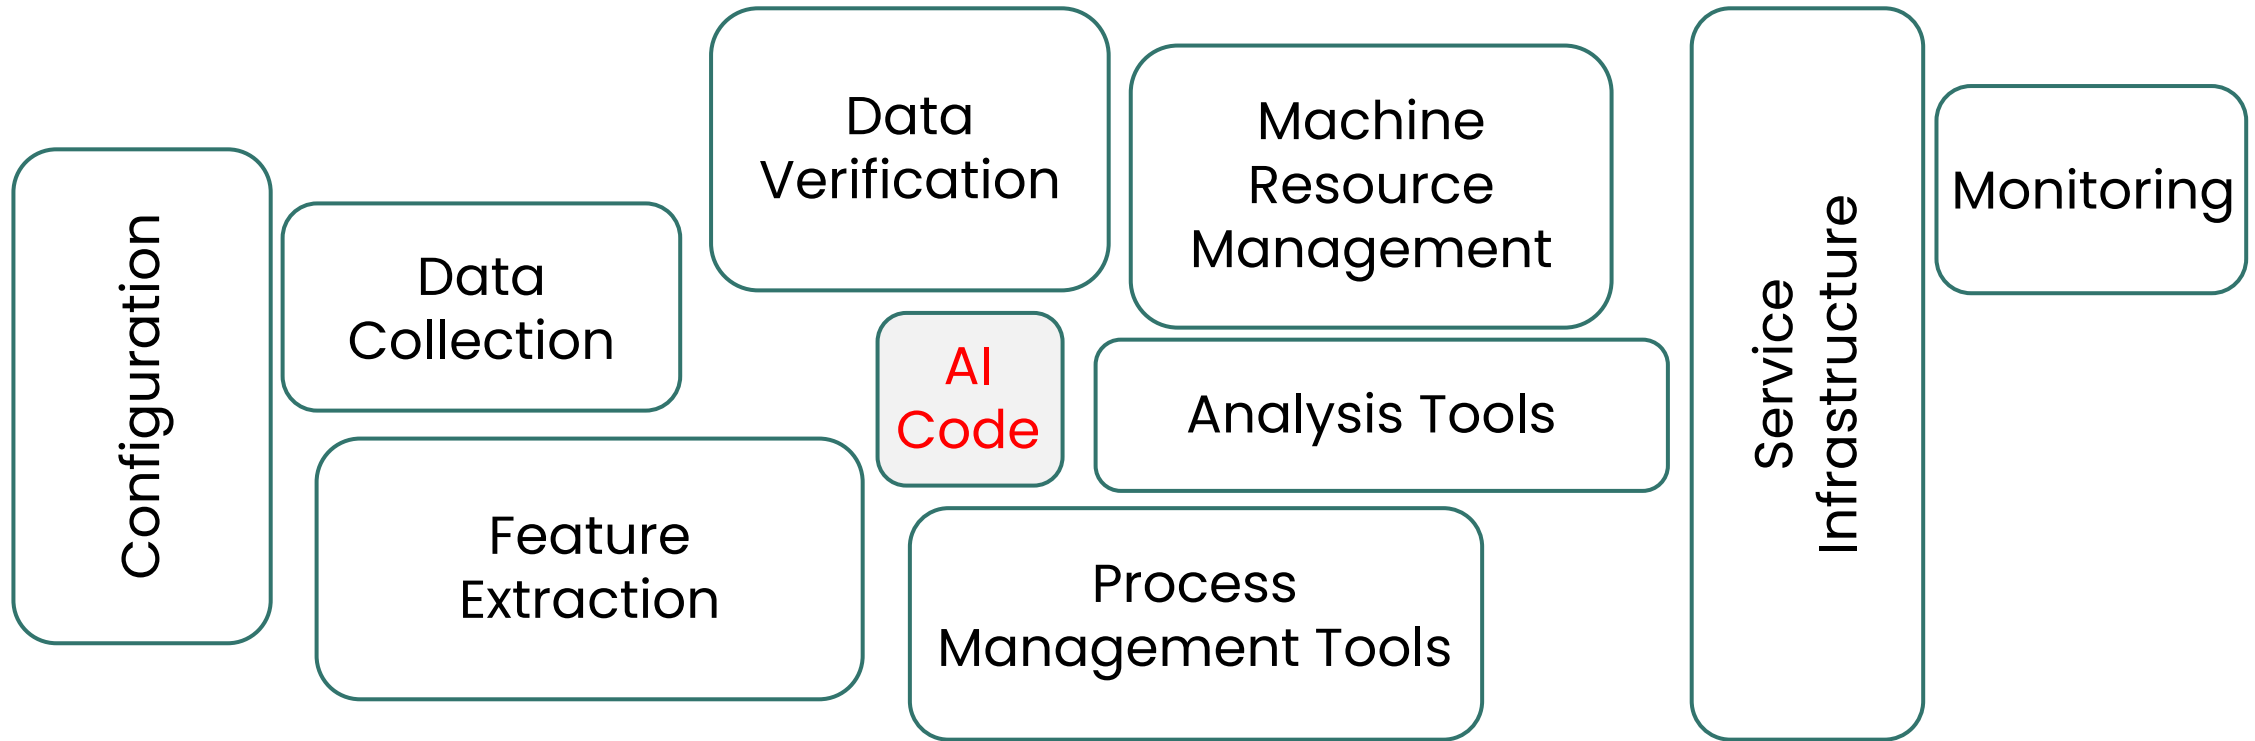 Configuration
Data
Collection
Feature
Extraction
Data
Verification
AI
Code
Machine
Resource
Management
Analysis Tools
Process
Management Tools
Service
Infrastructure
Monitoring